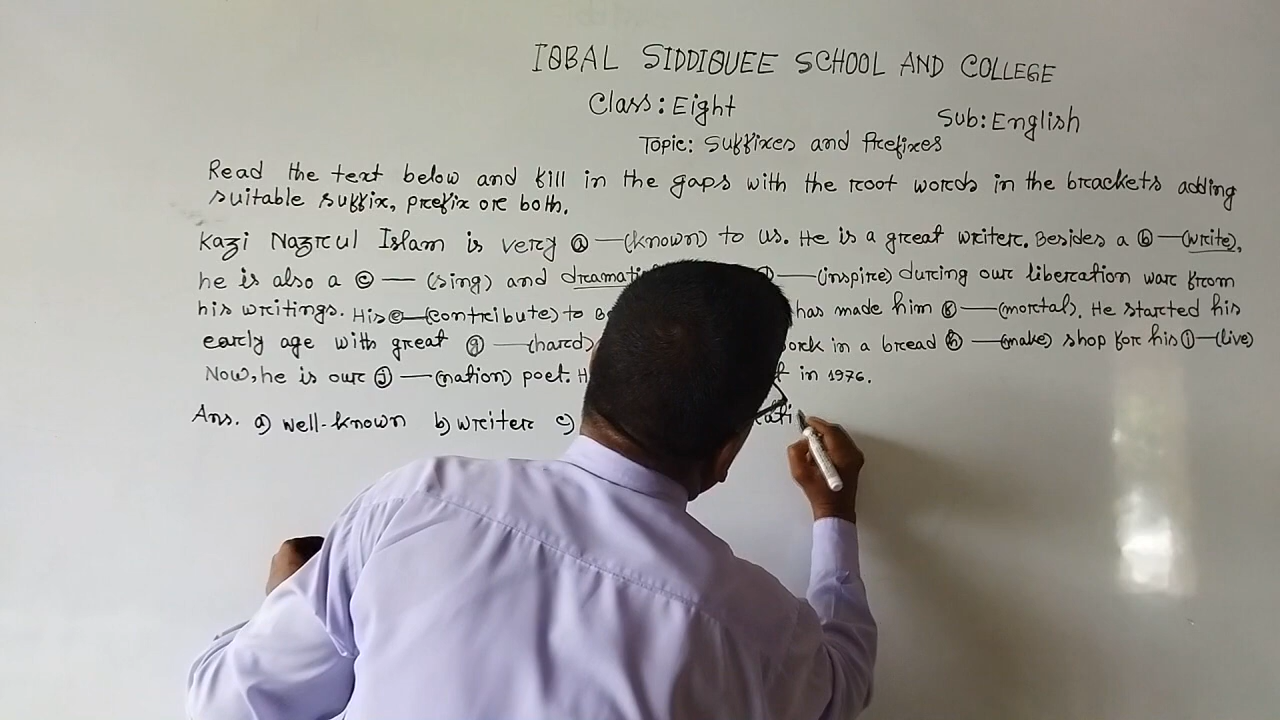 IQBAL SIDDIQUEE SCHOOL AND COLLEGE
Class: Eight Sub: English
Topic: Suffixes and Prefixes
Read the text below and fill in the gaps with the root words in the brackets adding
suitable suffix, prefix or both.
Kazi Nazrul Islam is very ⓐ —(known) to us. He is a great writer. Besides a ⓑ —(write),
he is also a ⓒ — (sing) and —(inspire) during our liberation war from
his writings. His ⓔ—(contribute) to has made him ⓕ —(mortal). He started his
early age with great ⓖ —(hard) in a bread ⓗ —(make) shop for his ⓘ—(live)
Now, he is our ⓙ —(nation) poet. in 1976.
Ans. a) well-known b) writer c)